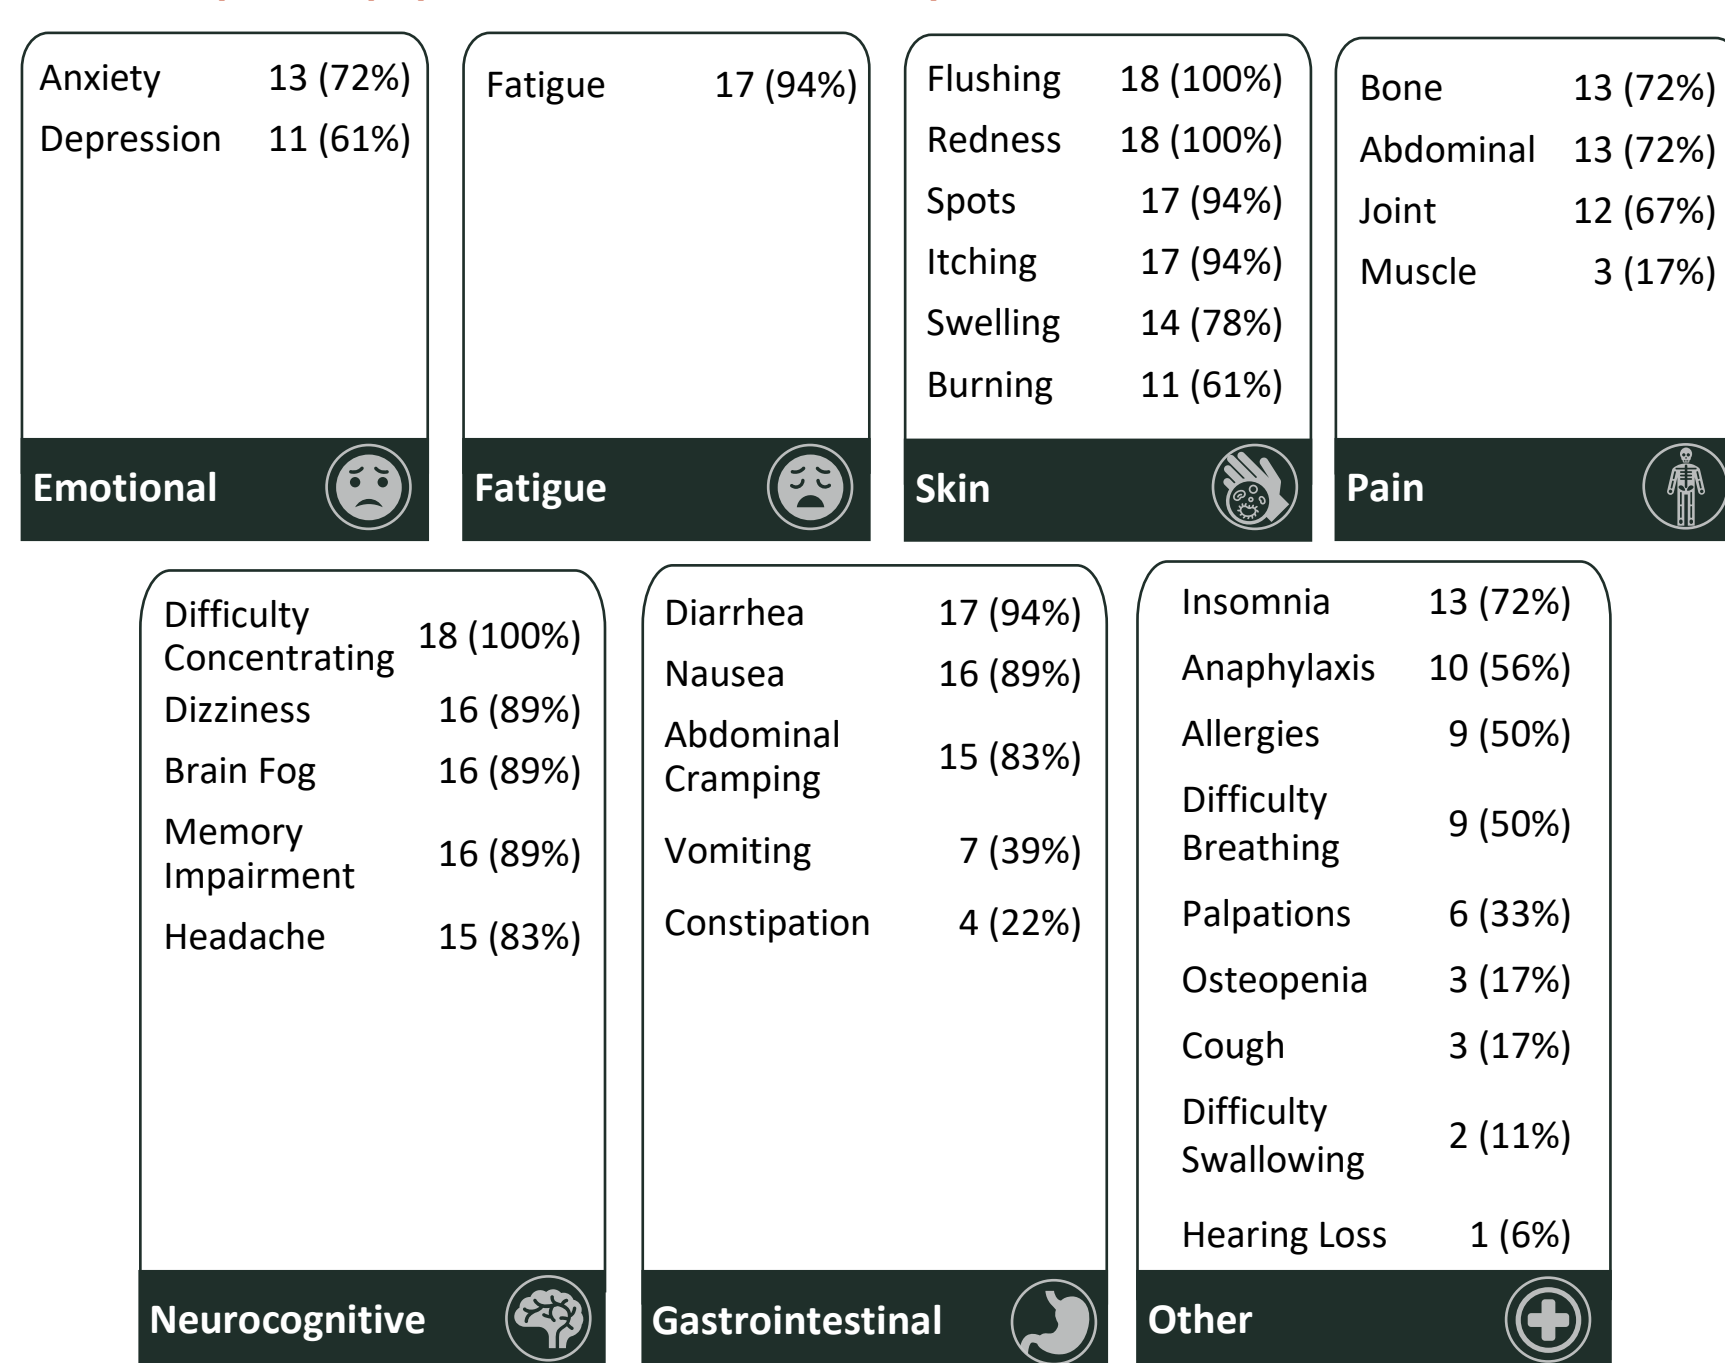 Anxiety 13 (72%)
Depression 11 (61%)
Emotional
Fatigue 17 (94%)
Fatigue
Flushing 18 (100%)
Redness 18 (100%)
Spots 17 (94%)
Itching 17 (94%)
Swelling 14 (78%)
Burning 11 (61%)
Skin
Bone 13 (72%)
Abdominal 13 (72%)
Joint 12 (67%)
Muscle 3 (17%)
Pain
Difficulty
Concentrating 18 (100%)
Dizziness 16 (89%)
Brain Fog 16 (89%)
Memory
Impairment 16 (89%)
Headache 15 (83%)
Neurocognitive
Diarrhea 17 (94%)
Nausea 16 (89%)
Abdominal
Cramping 15 (83%)
Vomiting 7 (39%)
Constipation 4 (22%)
Gastrointestinal
Insomnia 13 (72%)
Anaphylaxis 10 (56%)
Allergies 9 (50%)
Difficulty
Breathing 9 (50%)
Palpations 6 (33%)
Osteopenia 3 (17%)
Cough 3 (17%)
Difficulty
Swallowing 2 (11%)
Hearing Loss 1 (6%)
Other